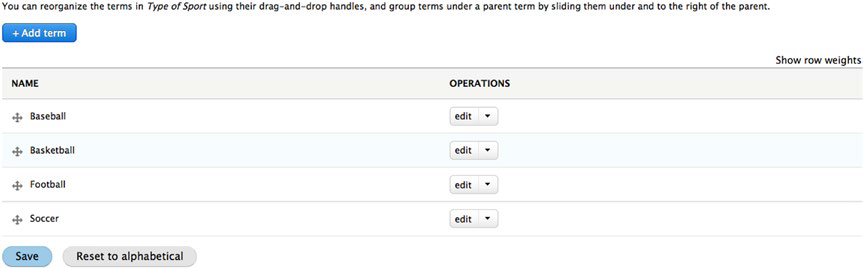 You can reorganize the terms in Type of Sport using their drag-and-drop handles, and group terms under a parent term by sliding them under and to the right of the parent.
+ Add term
Show row weights
NAME OPERATIONS
Baseball edit
Basketball edit
Football edit
Soccer edit
Save Reset to alphabetical